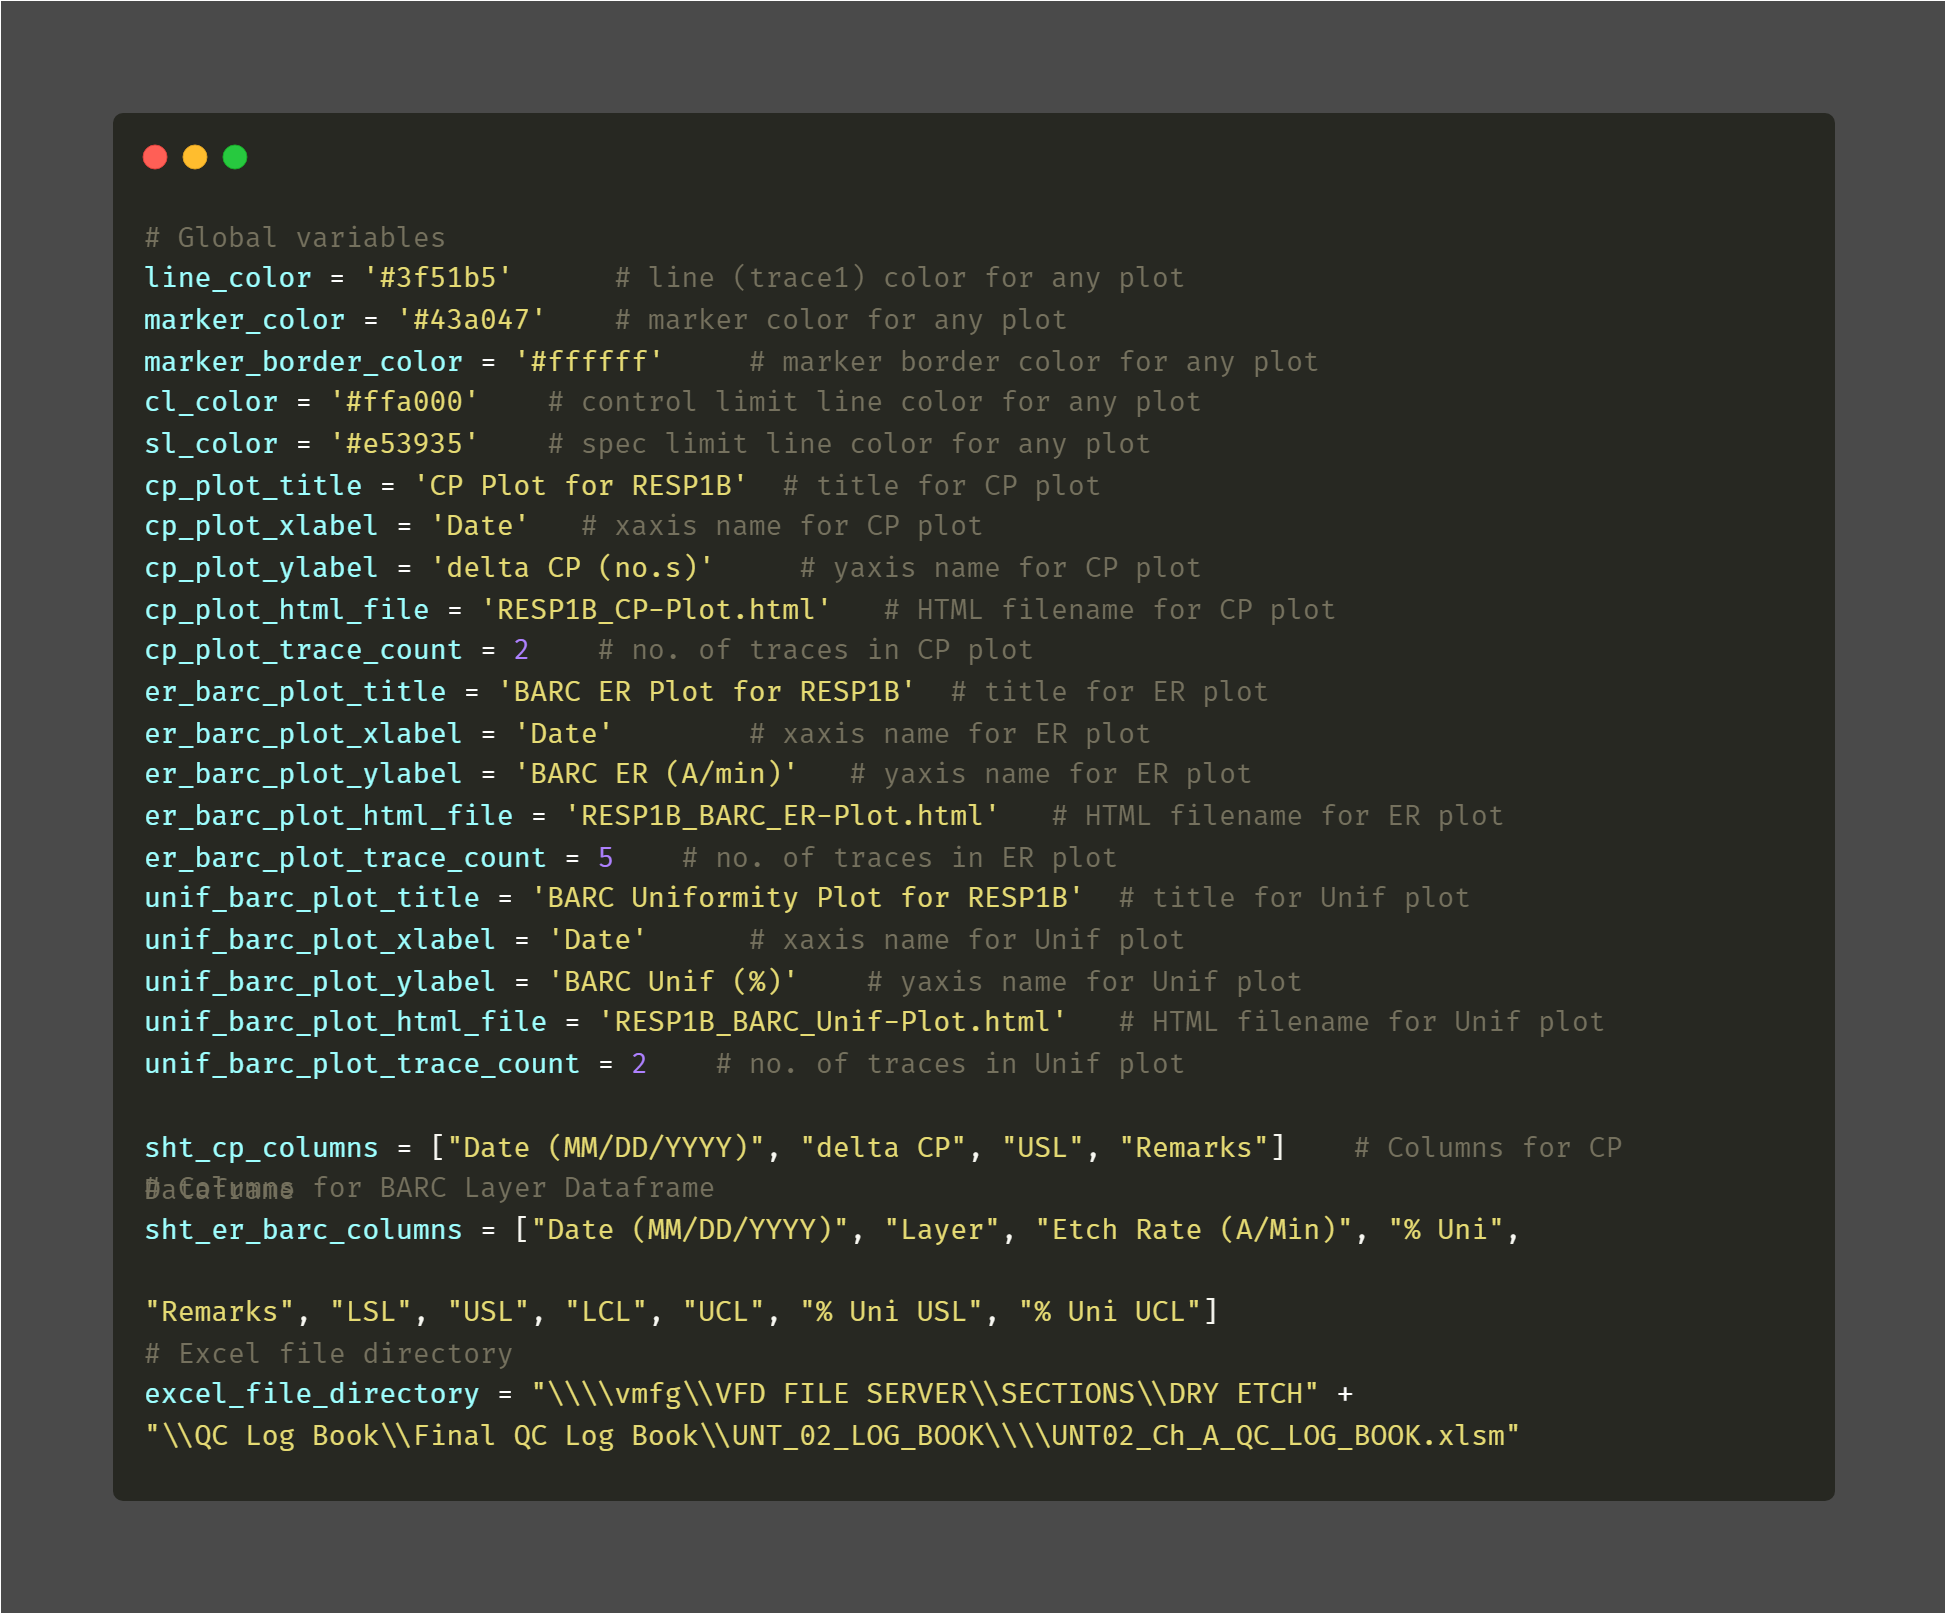 # Global variables
line_color = '#3f51b5'      # line (trace1) color for any plot
marker_color = '#43a047'    # marker color for any plot
marker_border_color = '#ffffff'     # marker border color for any plot
cl_color = '#ffa000'    # control limit line color for any plot
sl_color = '#e53935'    # spec limit line color for any plot
cp_plot_title = 'CP Plot for RESP1B'  # title for CP plot
cp_plot_xlabel = 'Date'   # xaxis name for CP plot
cp_plot_ylabel = 'delta CP (no.s)'     # yaxis name for CP plot
cp_plot_html_file = 'RESP1B_CP-Plot.html'   # HTML filename for CP plot
cp_plot_trace_count = 2    # no. of traces in CP plot
er_barc_plot_title = 'BARC ER Plot for RESP1B'  # title for ER plot
er_barc_plot_xlabel = 'Date'        # xaxis name for ER plot
er_barc_plot_ylabel = 'BARC ER (A/min)'   # yaxis name for ER plot
er_barc_plot_html_file = 'RESP1B_BARC_ER-Plot.html'   # HTML filename for ER plot
er_barc_plot_trace_count = 5    # no. of traces in ER plot
unif_barc_plot_title = 'BARC Uniformity Plot for RESP1B'  # title for Unif plot
unif_barc_plot_xlabel = 'Date'      # xaxis name for Unif plot
unif_barc_plot_ylabel = 'BARC Unif (%)'    # yaxis name for Unif plot
unif_barc_plot_html_file = 'RESP1B_BARC_Unif-Plot.html'   # HTML filename for Unif plot
unif_barc_plot_trace_count = 2    # no. of traces in Unif plot
sht_cp_columns = ["Date (MM/DD/YYYY)", "delta CP", "USL", "Remarks"]    # Columns for CP
Dataframe
# Columns for BARC Layer Dataframe
sht_er_barc_columns = ["Date (MM/DD/YYYY)", "Layer", "Etch Rate (A/Min)", "% Uni",
"Remarks", "LSL", "USL", "LCL", "UCL", "% Uni USL", "% Uni UCL"]
# Excel file directory
excel_file_directory = "\\\\vmfg\\VFD FILE SERVER\\SECTIONS\\DRY ETCH" +
"\\QC Log Book\\Final QC Log Book\\UNT_02_LOG_BOOK\\\\UNT02_Ch_A_QC_LOG_BOOK.xlsm"